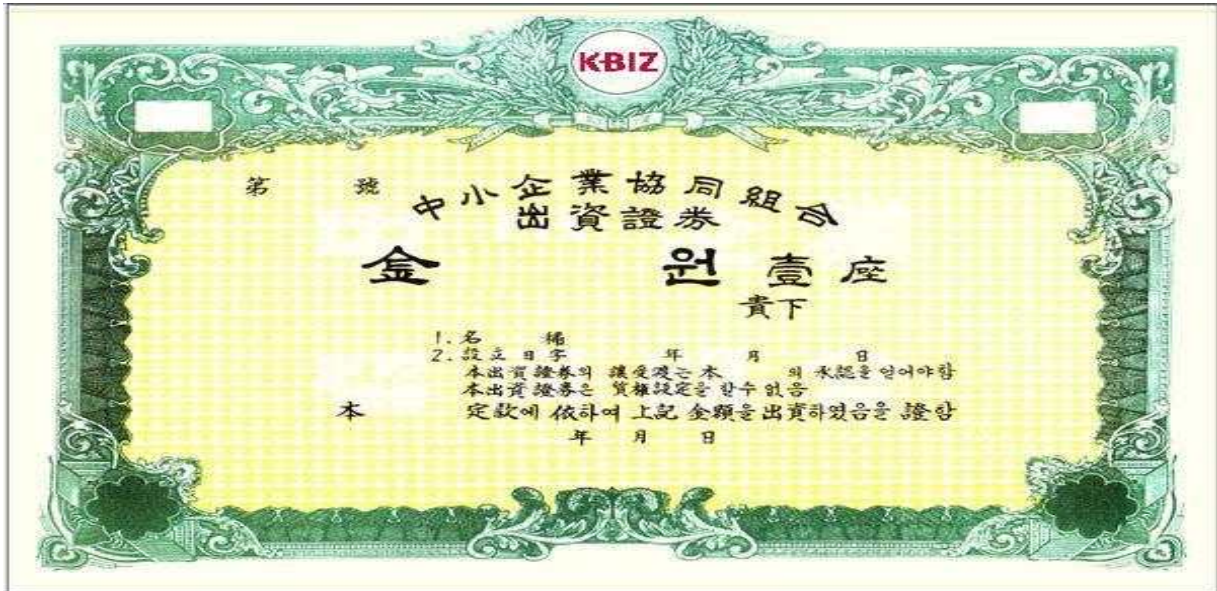 K-BIZ
第 號
中小企業協同組合
出資證券
金 원 壹座
貴下
1. 名 稱
2. 設立日字 年 月 日
本出資證券의 讓受渡는 本 의 承認을 얻어야함
本出資證券은 質權設定을 할수 없음
本 定款에 依하여 上記 金額을 出資하였음을 證함
年 月 日